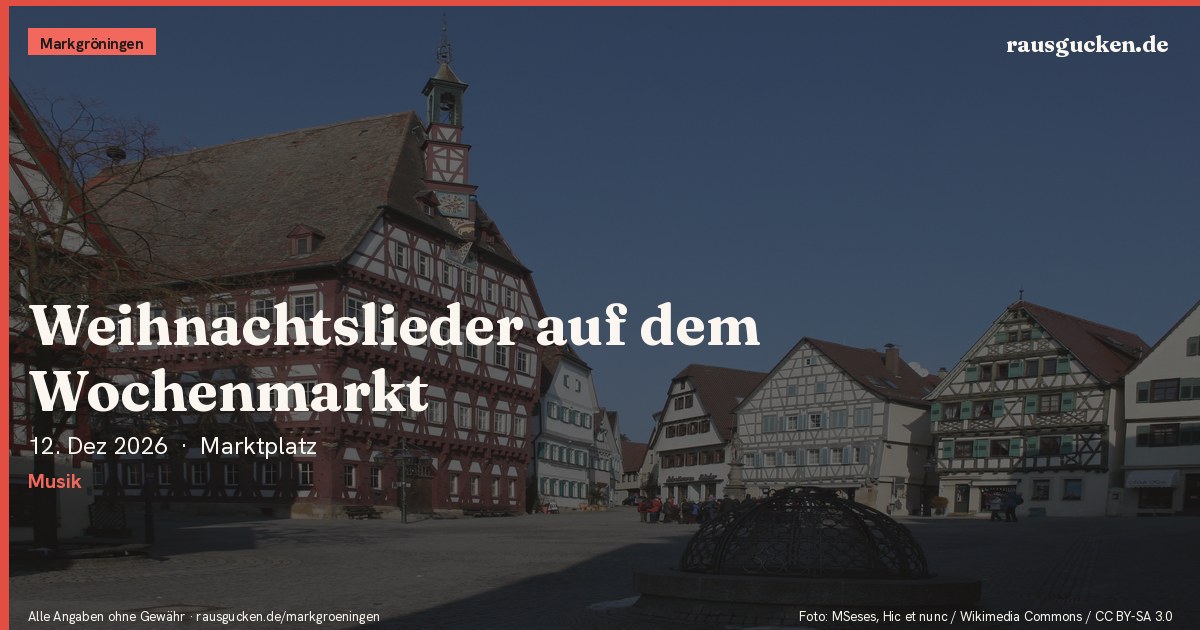 Markgröningen
rausgucken.de
Weihnachtslieder auf dem
Wochenmarkt
12. Dez 2026 · Marktplatz
Musik
Alle Angaben ohne Gewähr · rausgucken.de/markgroeningen
Foto: MSeses, Hic et nunc / Wikimedia Commons / CC BY-SA 3.0